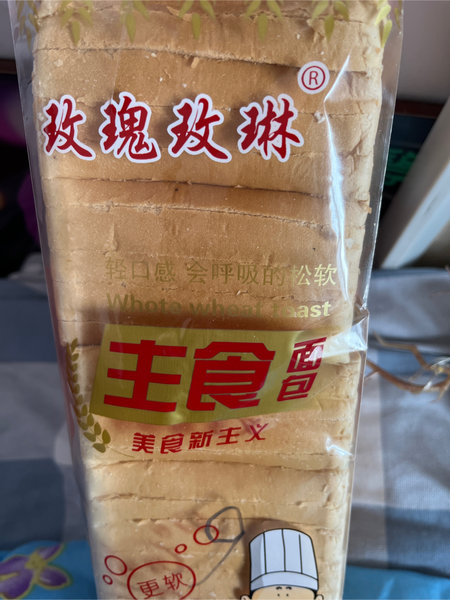 玫瑰玫琳®
轻口感 会呼吸的松软
Whote wheat toast
主食面包
美食新主义
更软